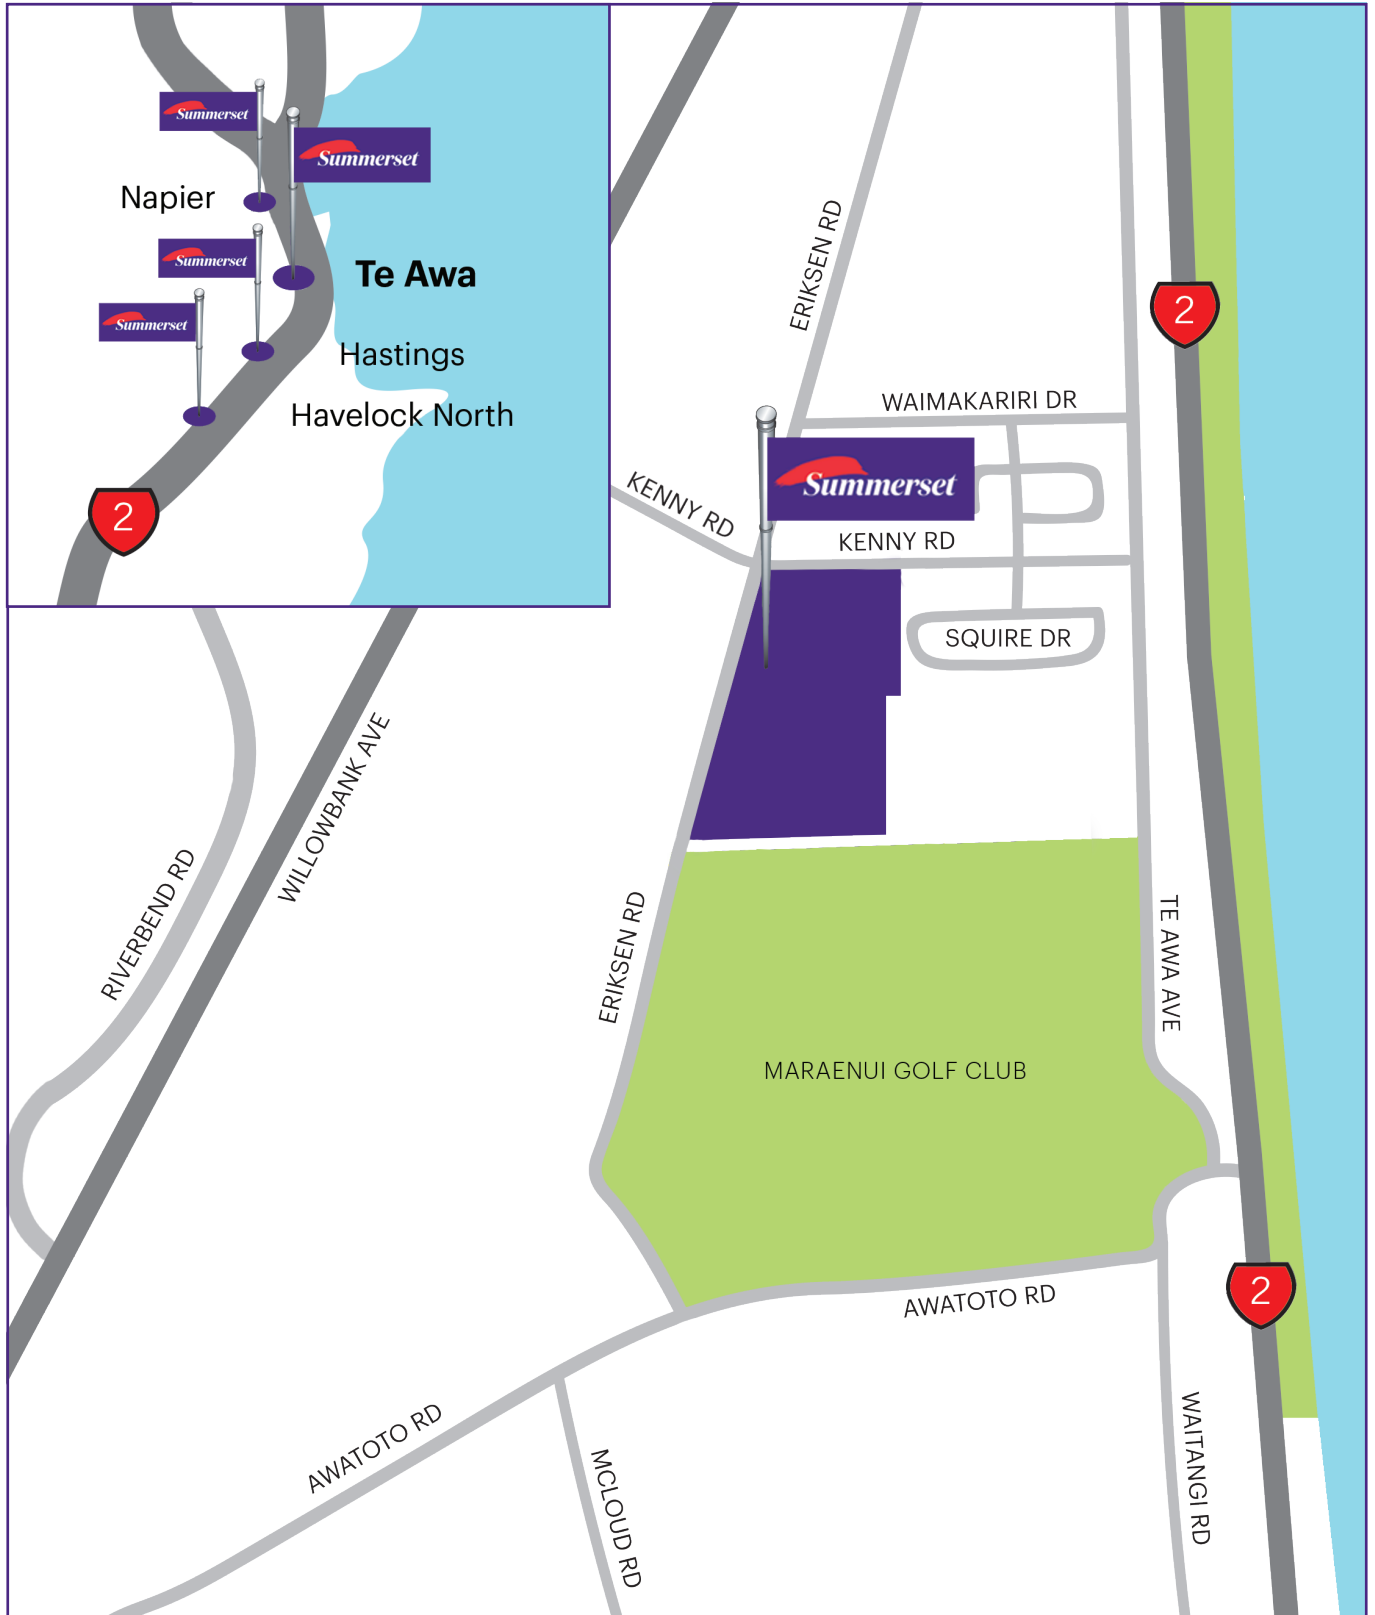 Summerset
Summerset
Napier
Summerset
Te Awa
Summerset
Hastings
Havelock North
2
ERIKSEN RD
2
WAIMAKARIRI DR
KENNY RD
Summerset
KENNY RD
SQUIRE DR
WILLOWBANK AVE
RIVERBEND RD
ERIKSEN RD
TE AWA AVE
MARAENUI GOLF CLUB
2
AWATOTO RD
AWATOTO RD
MCLOUD RD
WAITANGI RD